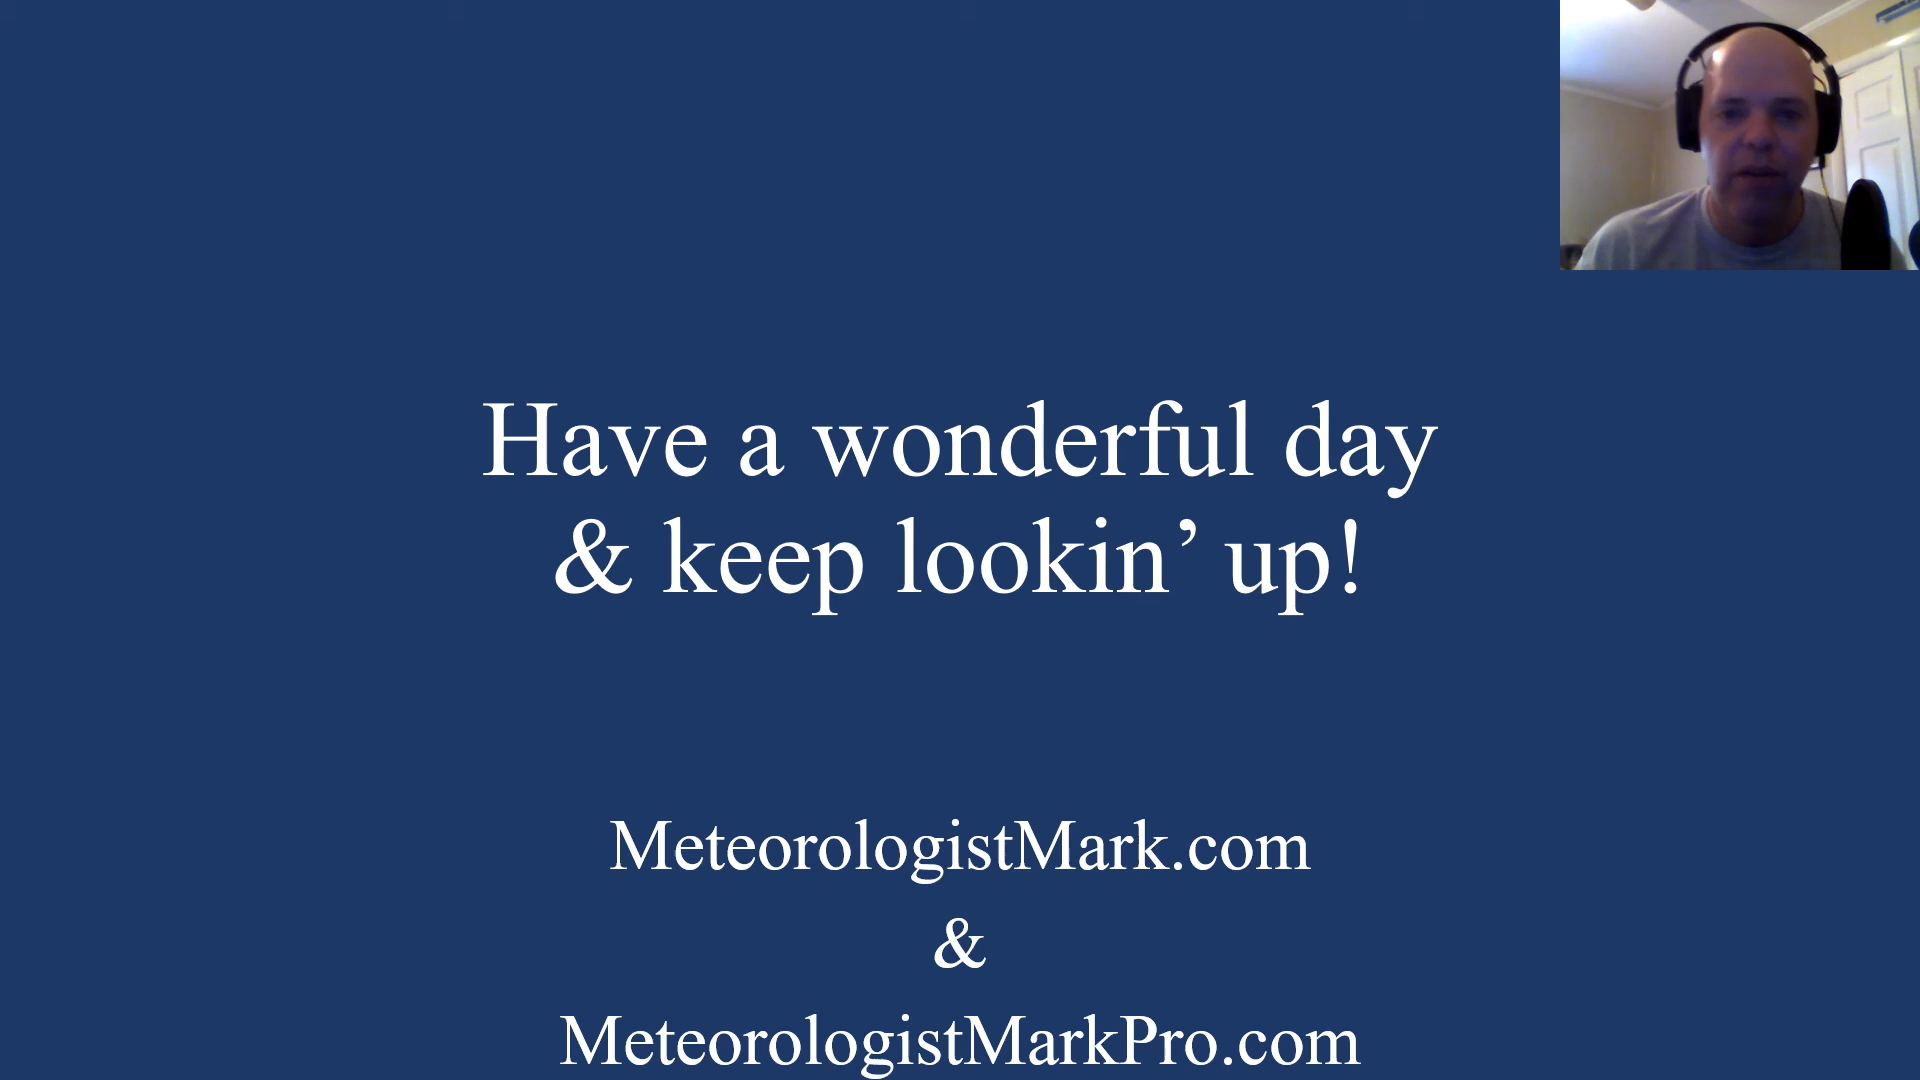 Have a wonderful day
& keep lookin’ up!
MeteorologistMark.com
&
MeteorologistMarkPro.com